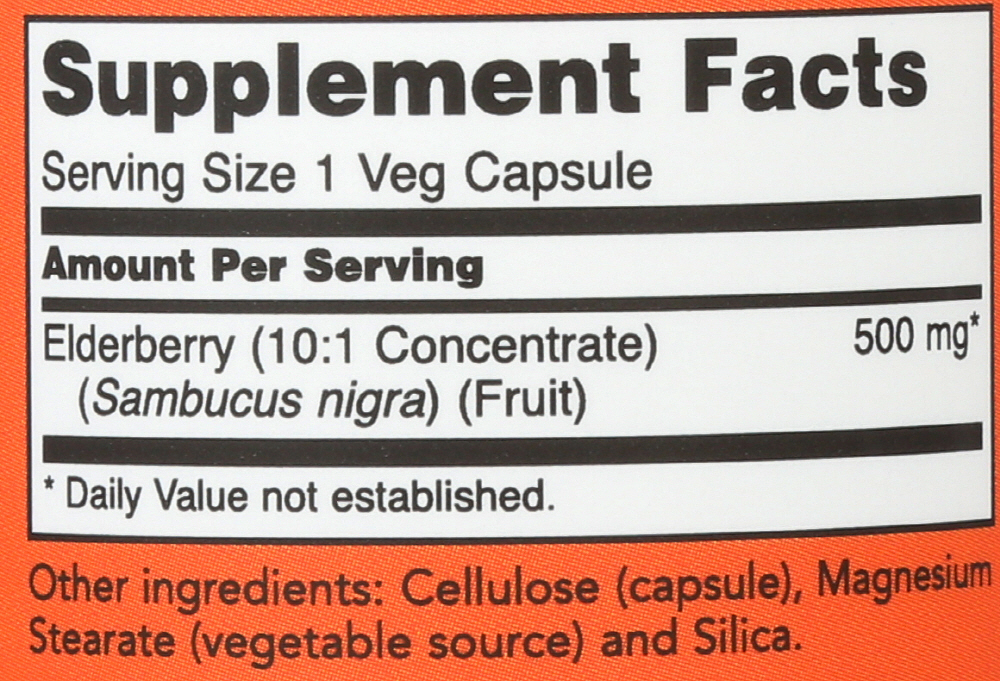 Supplement Facts
Serving Size 1 Veg Capsule
Amount Per Serving
Elderberry (10:1 Concentrate) 500 mg*
(Sambucus nigra) (Fruit)
* Daily Value not established.
Other ingredients: Cellulose (capsule), Magnesium
Stearate (vegetable source) and Silica.